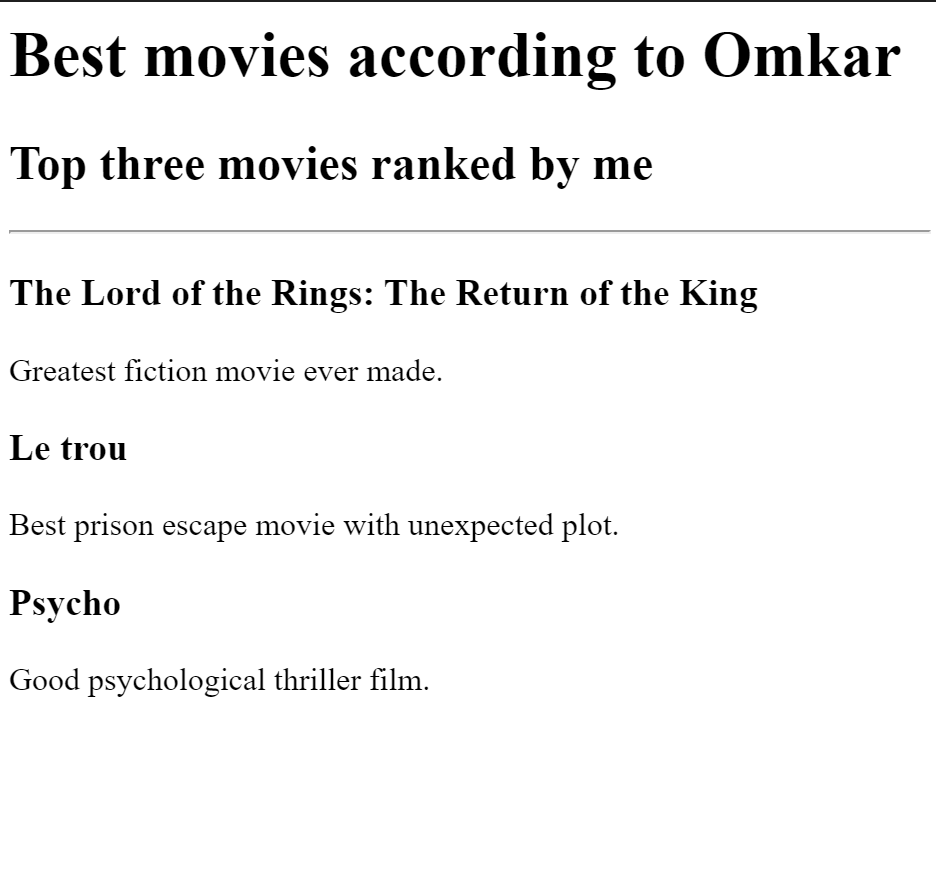 Best movies according to Omkar
Top three movies ranked by me
The Lord of the Rings: The Return of the King
Greatest fiction movie ever made.
Le trou
Best prison escape movie with unexpected plot.
Psycho
Good psychological thriller film.